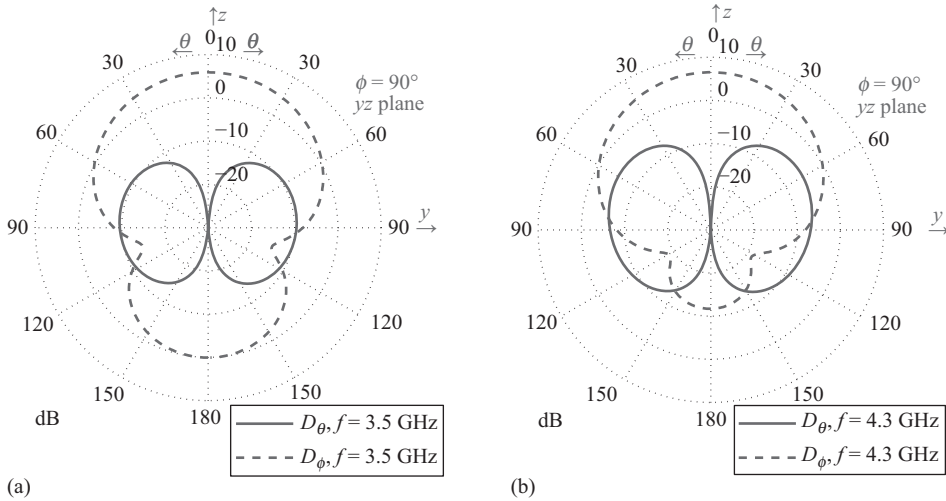 z
0
θ θ
10
30 30
0
ϕ = 90°
yz plane
60 60
−10
−20
y
90 90
120 120
150 150
180
dB
D_θ, f = 3.5 GHz
D_ϕ, f = 3.5 GHz
(a)
z
0
θ θ
10
30 30
0
ϕ = 90°
yz plane
60 60
−10
−20
y
90 90
120 120
150 150
180
dB
D_θ, f = 4.3 GHz
D_ϕ, f = 4.3 GHz
(b)